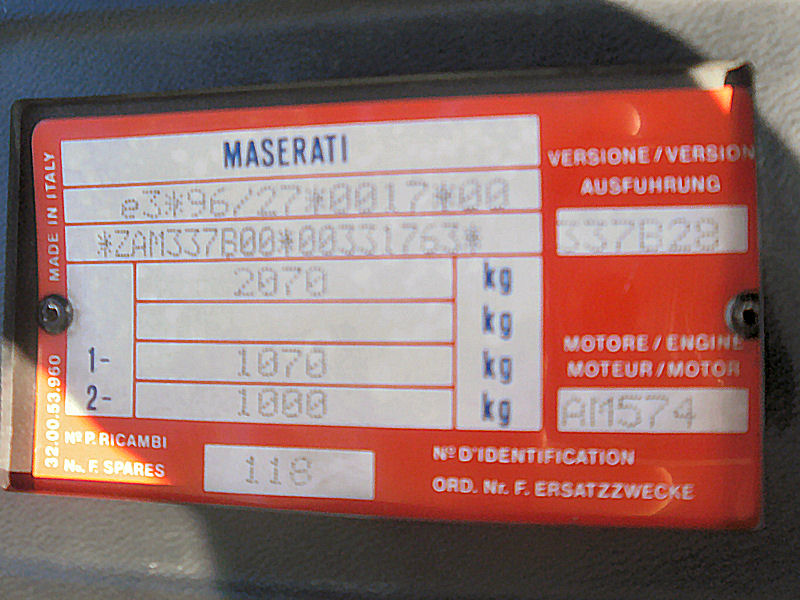 MASERATI
e3*96/27*0017*00
*ZAM337B00*00331763*
MADE IN ITALY
VERSIONE/VERSION
AUSFUHRUNG
337B28
2070 kg
kg
1- 1070 kg
2- 1000 kg
MOTORE/ENGINE
MOTEUR/MOTOR
AM574
32.00.53.960
Nº P. RICAMBI
No. F. SPARES
118
Nº D'IDENTIFICATION
ORD. Nr. F. ERSATZZWECKE